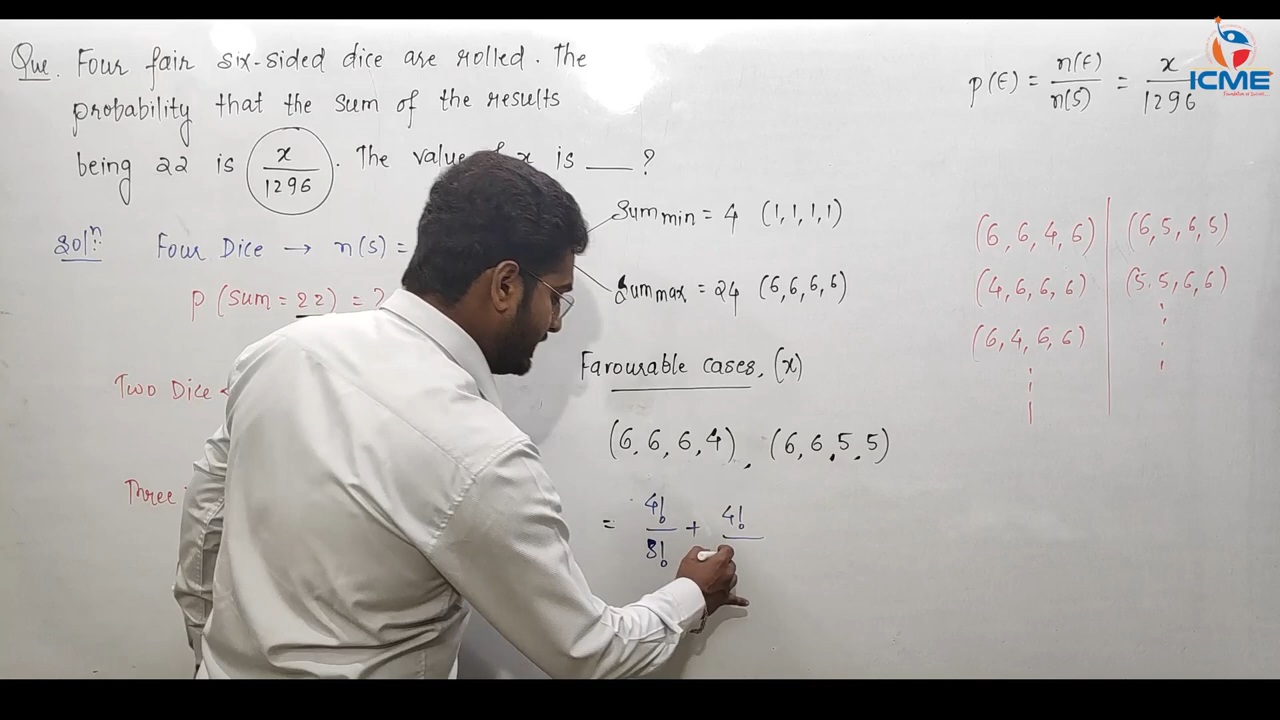 Que. Four fair six-sided dice are rolled. The
probability that the sum of the results
being 22 is x/1296. The value x is ___ ?
Solⁿ: Four Dice → n(S) =
P (Sum = 22) = ?
Two Dice
Three
Sum min = 4 (1,1,1,1)
Sum max = 24 (6,6,6,6)
Favourable cases, (x)
(6,6,6,4), (6,6,5,5)
= 4!/3! + 4!
P(E) = n(E)/n(S) = x/1296
(6,6,4,6) (6,5,6,5)
(4,6,6,6) (5,5,6,6)
(6,4,6,6)
ICME